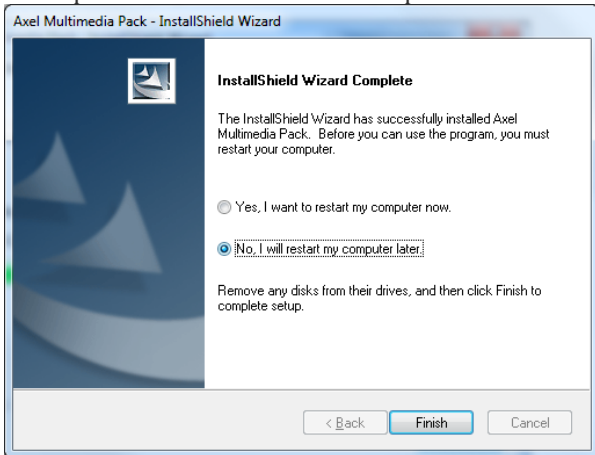 Axel Multimedia Pack - InstallShield Wizard
InstallShield Wizard Complete
The InstallShield Wizard has successfully installed Axel
Multimedia Pack.  Before you can use the program, you must
restart your computer.
Yes, I want to restart my computer now.
No, I will restart my computer later.
Remove any disks from their drives, and then click Finish to
complete setup.
< Back
Finish
Cancel